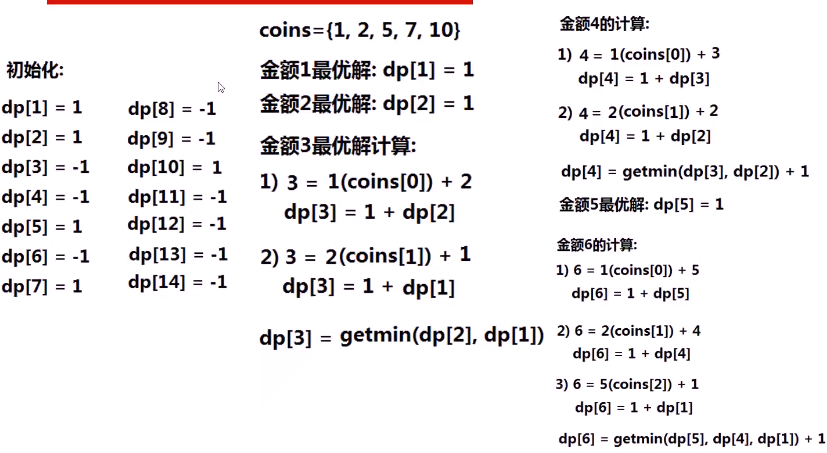 初始化:
dp[1] = 1
dp[2] = 1
dp[3] = -1
dp[4] = -1
dp[5] = 1
dp[6] = -1
dp[7] = 1
dp[8] = -1
dp[9] = -1
dp[10] = 1
dp[11] = -1
dp[12] = -1
dp[13] = -1
dp[14] = -1
coins={1, 2, 5, 7, 10}
金额1最优解: dp[1] = 1
金额2最优解: dp[2] = 1
金额3最优解计算:
1) 3 = 1(coins[0]) + 2
dp[3] = 1 + dp[2]
2) 3 = 2(coins[1]) + 1
dp[3] = 1 + dp[1]
dp[3] = getmin(dp[2], dp[1])
金额4的计算:
1) 4 = 1(coins[0]) + 3
dp[4] = 1 + dp[3]
2) 4 = 2(coins[1]) + 2
dp[4] = 1 + dp[2]
dp[4] = getmin(dp[3], dp[2]) + 1
金额5最优解: dp[5] = 1
金额6的计算:
1) 6 = 1(coins[0]) + 5
dp[6] = 1 + dp[5]
2) 6 = 2(coins[1]) + 4
dp[6] = 1 + dp[4]
3) 6 = 5(coins[2]) + 1
dp[6] = 1 + dp[1]
dp[6] = getmin(dp[5], dp[4], dp[1]) + 1